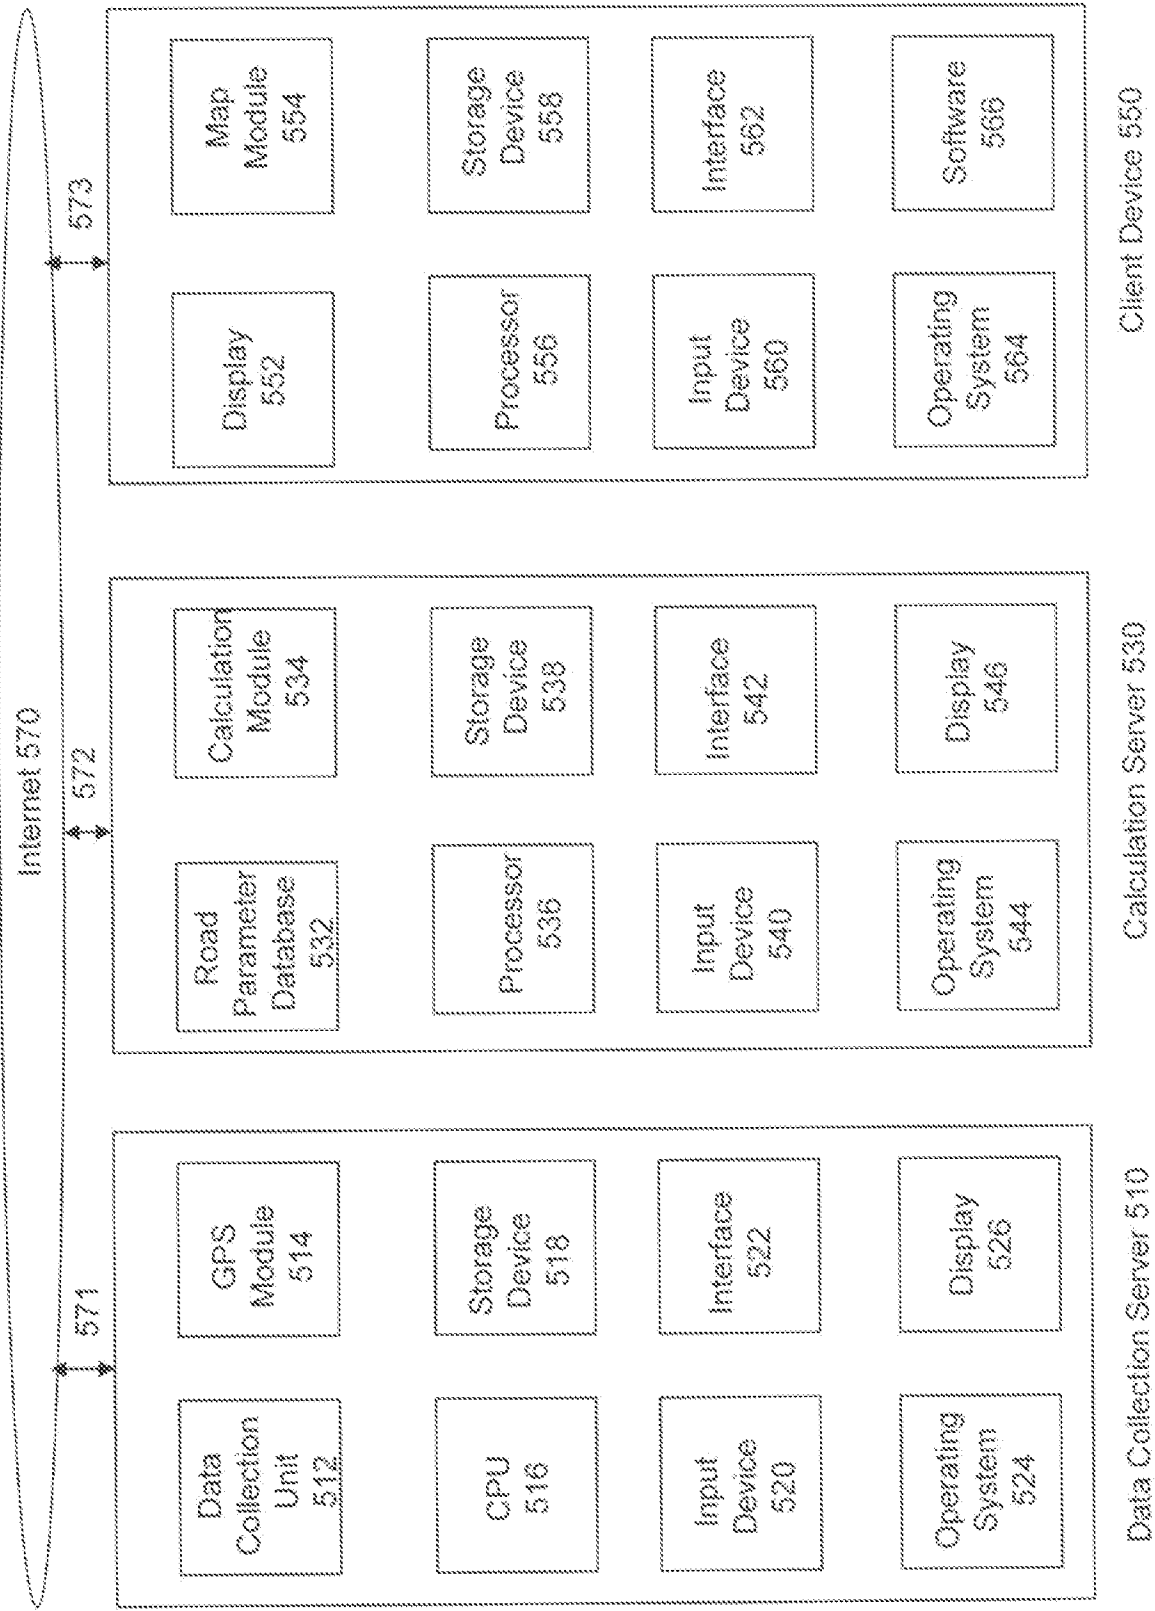 Internet 570
571
572
573
Data
Collection
Unit
512
GPS
Module
514
CPU
516
Storage
Device
518
Input
Device
520
Interface
522
Operating
System
524
Display
526
Data Collection Server 510
Road
Parameter
Database
532
Calculation
Module
534
Processor
536
Storage
Device
538
Input
Device
540
Interface
542
Operating
System
544
Display
546
Calculation Server 530
Display
552
Map
Module
554
Processor
556
Storage
Device
558
Input
Device
560
Interface
562
Operating
System
564
Software
566
Client Device 550